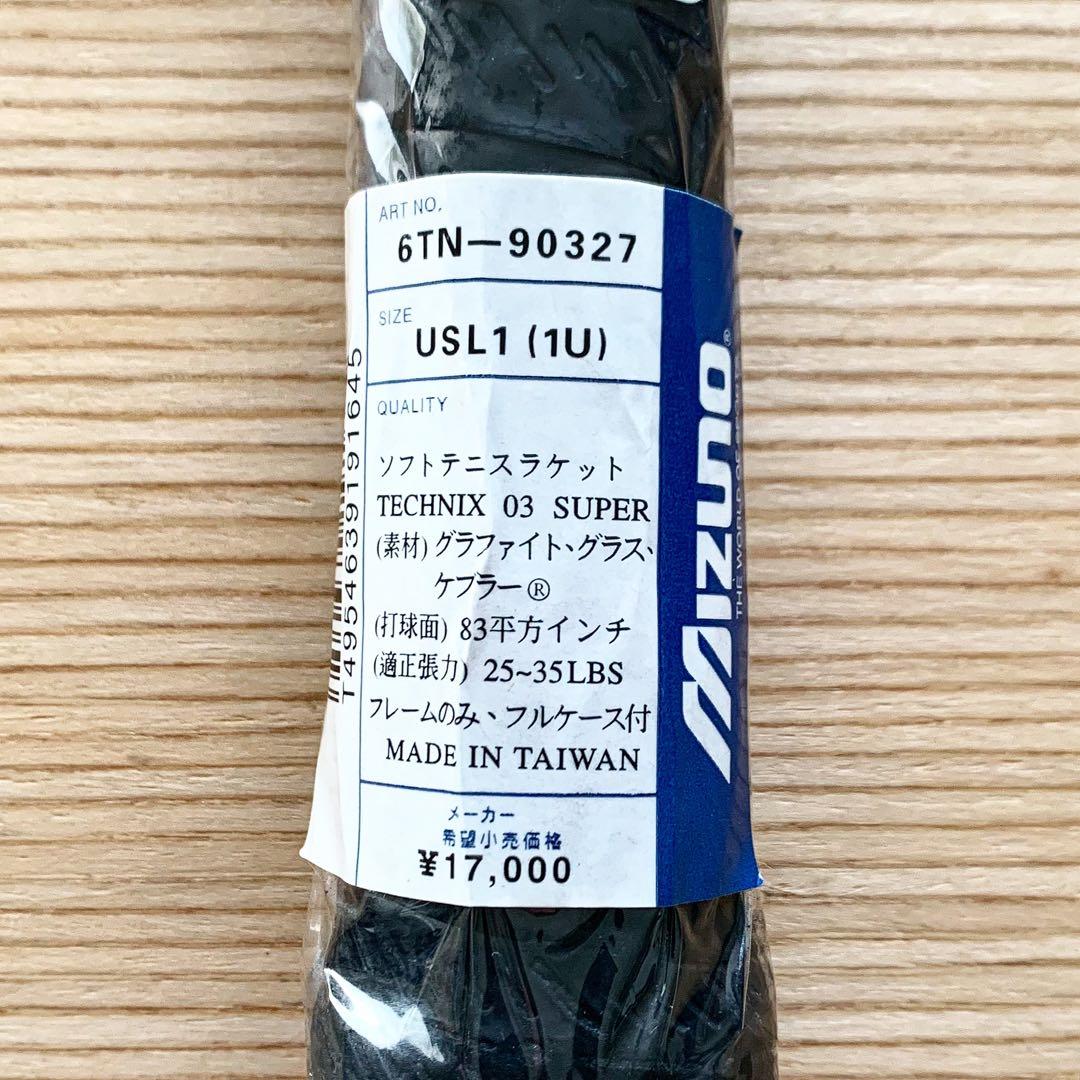 ART NO.
6TN—90327
SIZE
USL1 (1U)
QUALITY
ソフトテニスラケット
TECHNIX 03 SUPER
(素材) グラファイト、グラス、
ケブラー®
(打球面) 83平方インチ
(適正張力) 25~35LBS
フレームのみ、フルケース付
MADE IN TAIWAN
メーカー
希望小売価格
¥17,000
T4954639191645
Mizuno®
THE WORLD OF